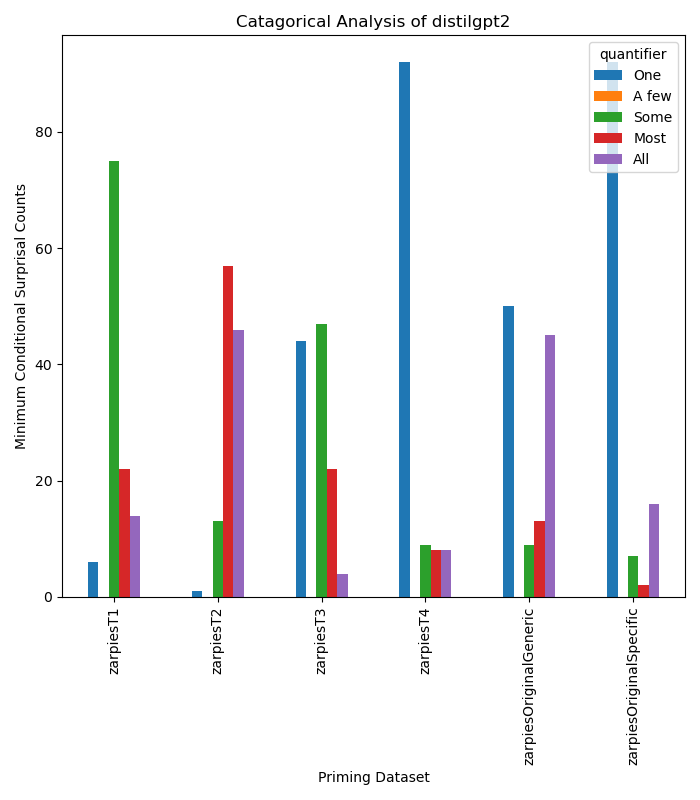 Catagorical Analysis of distilgpt2
quantifier
One
A few
Some
Most
All
Minimum Conditional Surprisal Counts
80
60
40
20
0
zarpiesT1
zarpiesT2
zarpiesT3
zarpiesT4
zarpiesOriginalGeneric
zarpiesOriginalSpecific
Priming Dataset